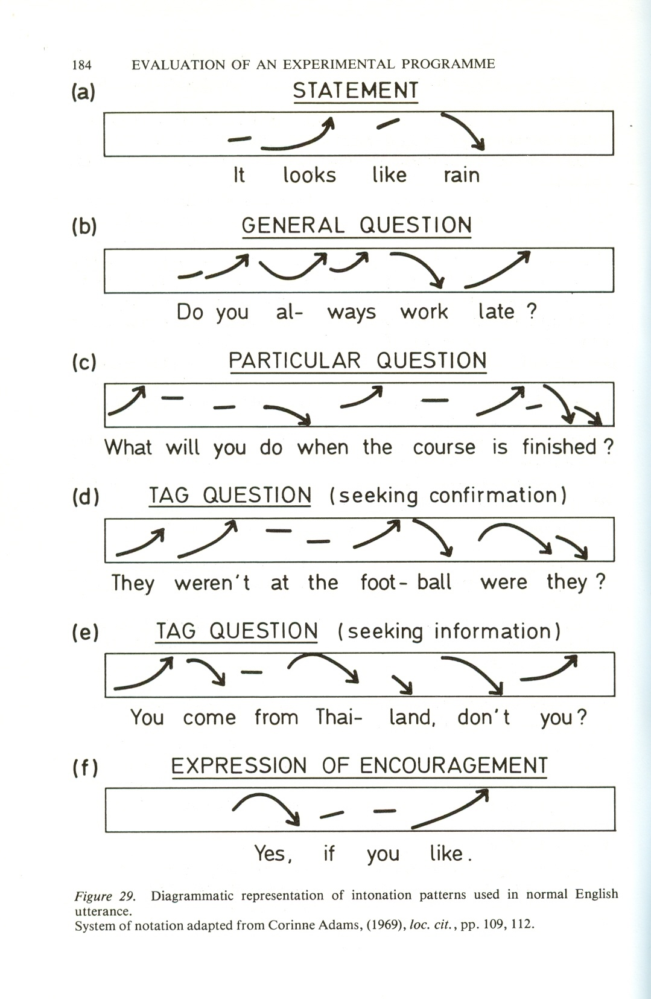 184 EVALUATION OF AN EXPERIMENTAL PROGRAMME
(a) STATEMENT
It looks like rain
(b) GENERAL QUESTION
Do you al- ways work late ?
(c) PARTICULAR QUESTION
What will you do when the course is finished ?
(d) TAG QUESTION (seeking confirmation)
They weren't at the foot- ball were they ?
(e) TAG QUESTION (seeking information)
You come from Thai- land, don't you?
(f) EXPRESSION OF ENCOURAGEMENT
Yes, if you like.
Figure 29. Diagrammatic representation of intonation patterns used in normal English
utterance.
System of notation adapted from Corinne Adams, (1969), loc. cit., pp. 109, 112.